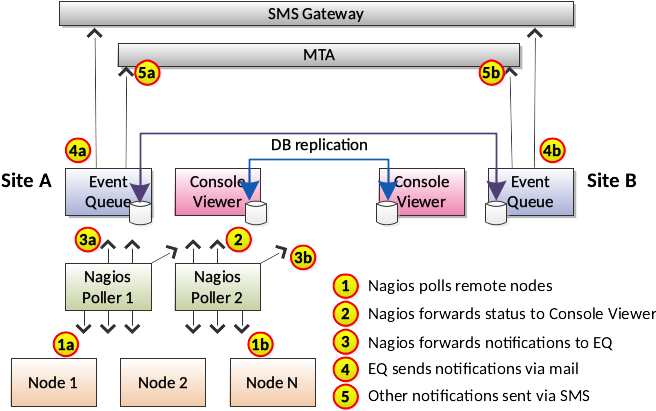 SMS Gateway
MTA
5a
5b
4a
DB replication
4b
Site A
Event
Queue
Console
Viewer
Console
Viewer
Event
Queue
Site B
3a
2
3b
Nagios
Poller 1
Nagios
Poller 2
1 Nagios polls remote nodes
2 Nagios forwards status to Console Viewer
3 Nagios forwards notifications to EQ
4 EQ sends notifications via mail
5 Other notifications sent via SMS
1a
1b
Node 1
Node 2
Node N